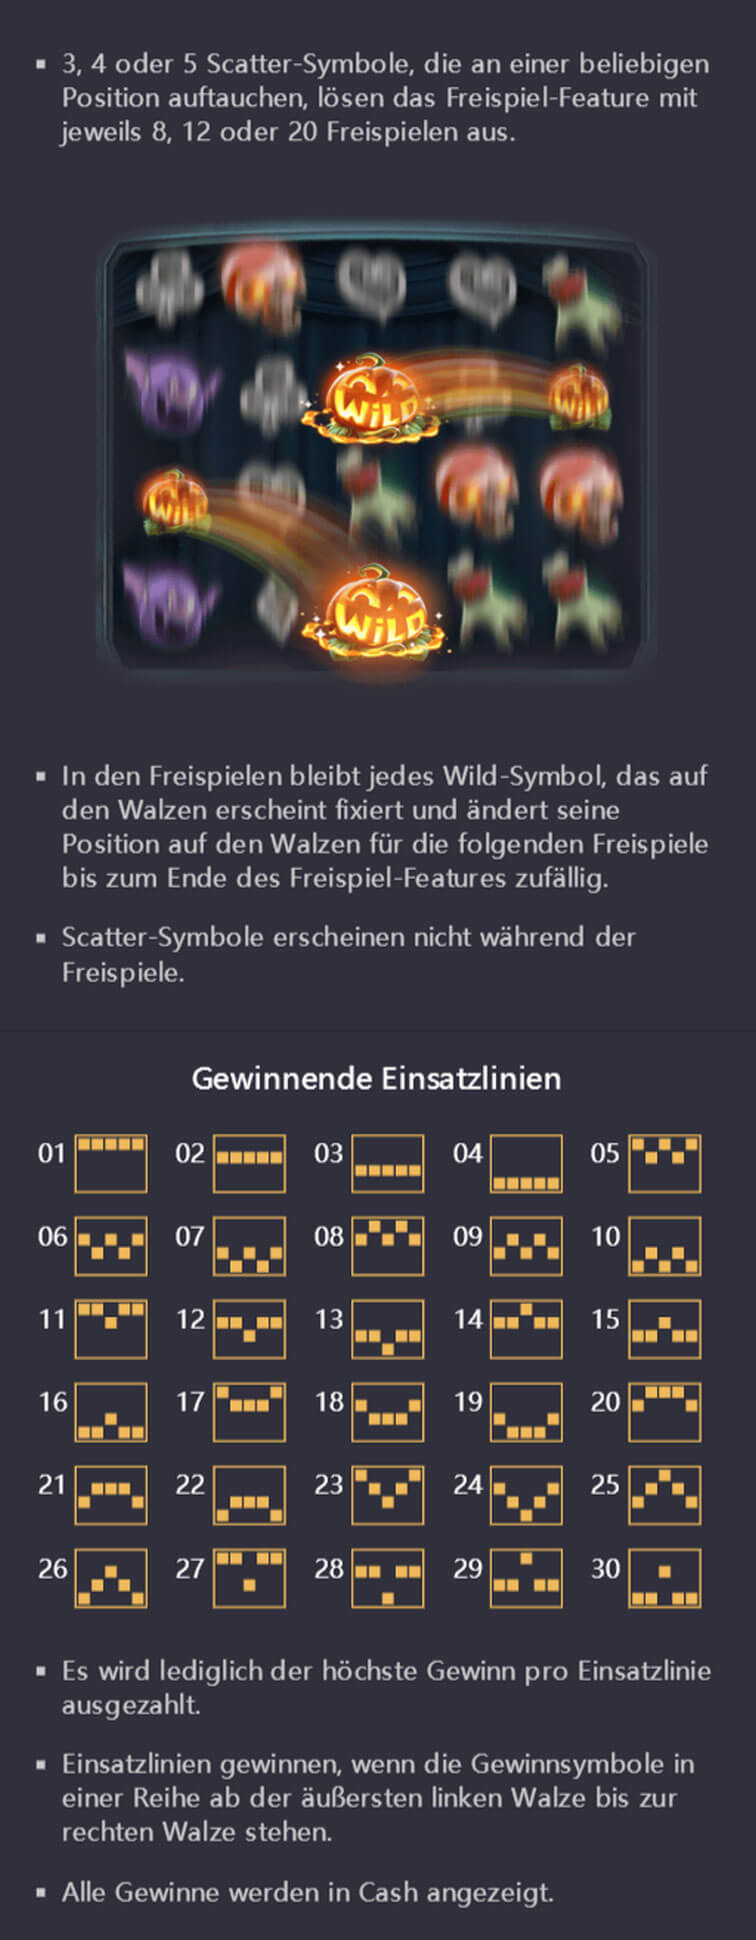 3, 4 oder 5 Scatter-Symbole, die an einer beliebigen
Position auftauchen, lösen das Freispiel-Feature mit
jeweils 8, 12 oder 20 Freispielen aus.
WiLD
WiLD
WiLD
WiLD
In den Freispielen bleibt jedes Wild-Symbol, das auf
den Walzen erscheint fixiert und ändert seine
Position auf den Walzen für die folgenden Freispiele
bis zum Ende des Freispiel-Features zufällig.
Scatter-Symbole erscheinen nicht während der
Freispiele.
Gewinnende Einsatzlinien
01 02 03 04 05
06 07 08 09 10
11 12 13 14 15
16 17 18 19 20
21 22 23 24 25
26 27 28 29 30
Es wird lediglich der höchste Gewinn pro Einsatzlinie
ausgezahlt.
Einsatzlinien gewinnen, wenn die Gewinnsymbole in
einer Reihe ab der äußersten linken Walze bis zur
rechten Walze stehen.
Alle Gewinne werden in Cash angezeigt.